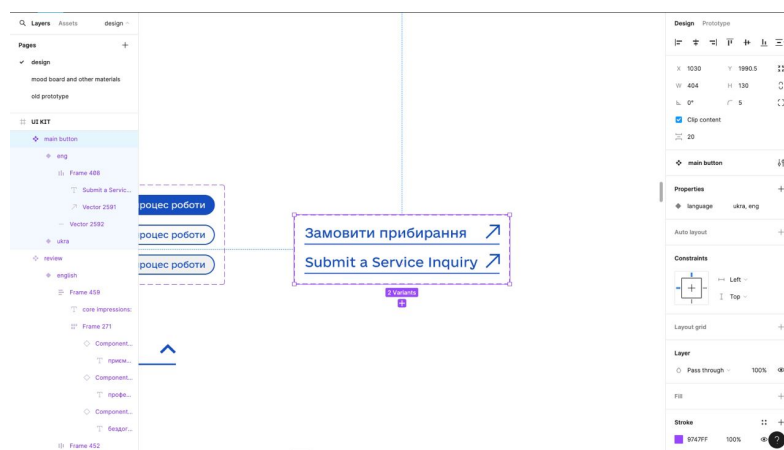 Layers Assets design
Pages
design
mood board and other materials
old prototype
UI KIT
main button
eng
Frame 408
Submit a Servic...
Vector 2591
Vector 2592
ukra
review
english
Frame 459
core impressions:
Frame 271
Component...
приєм...
Component...
профе...
Component...
бездог...
Frame 452
роцес роботи
роцес роботи
роцес роботи
Замовити прибирання
Submit a Service Inquiry
2 Variants
Design Prototype
X 1030 Y 1990.5
W 404 H 130
0° 5
Clip content
20
main button
Properties
language ukra, eng
Auto layout
Constraints
Left
Top
Layout grid
Layer
Pass through 100%
Fill
Stroke
9747FF 100%
?